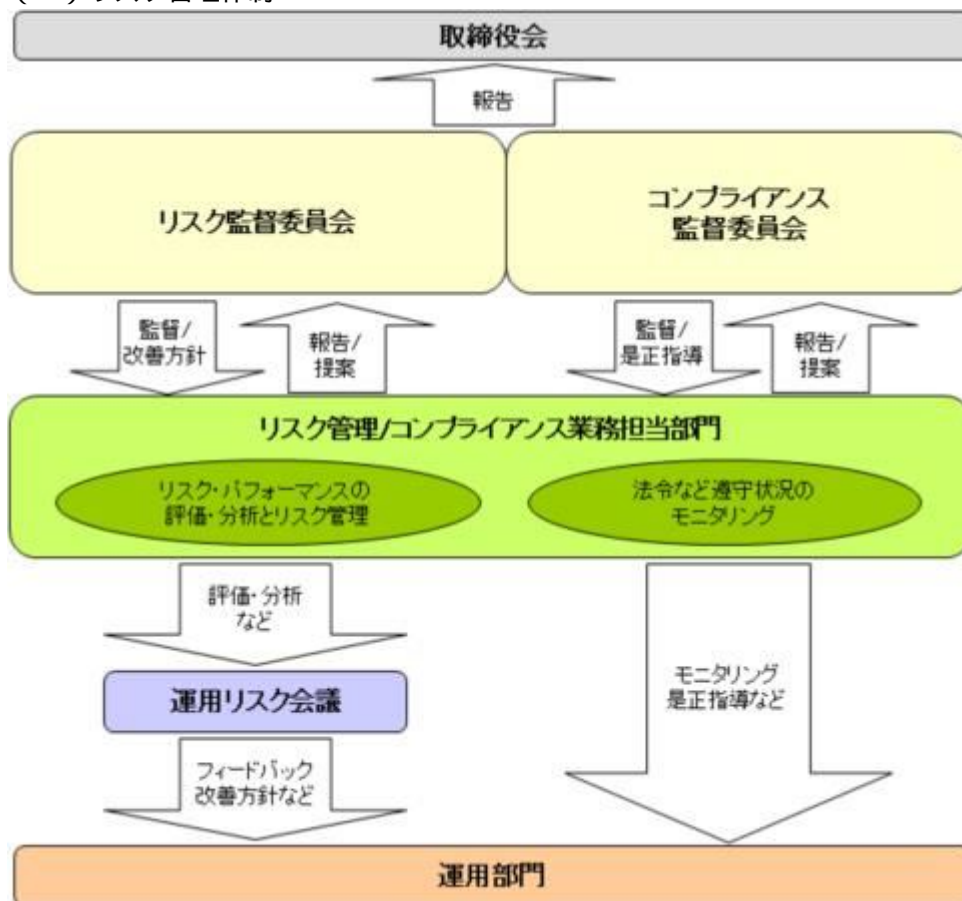 取締役会
報告
リスク監督委員会
コンプライアンス
監督委員会
監督/
改善方針
報告/
提案
監督/
是正指導
報告/
提案
リスク管理/コンプライアンス業務担当部門
リスク・パフォーマンスの
評価・分析とリスク管理
法令など遵守状況の
モニタリング
評価・分析
など
運用リスク会議
モニタリング
是正指導など
フィードバック
改善方針など
運用部門